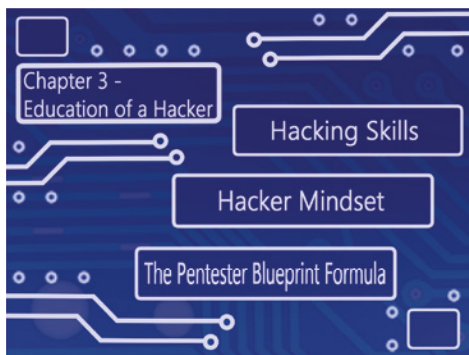 Chapter 3 -
Education of a Hacker
Hacking Skills
Hacker Mindset
The Pentester Blueprint Formula